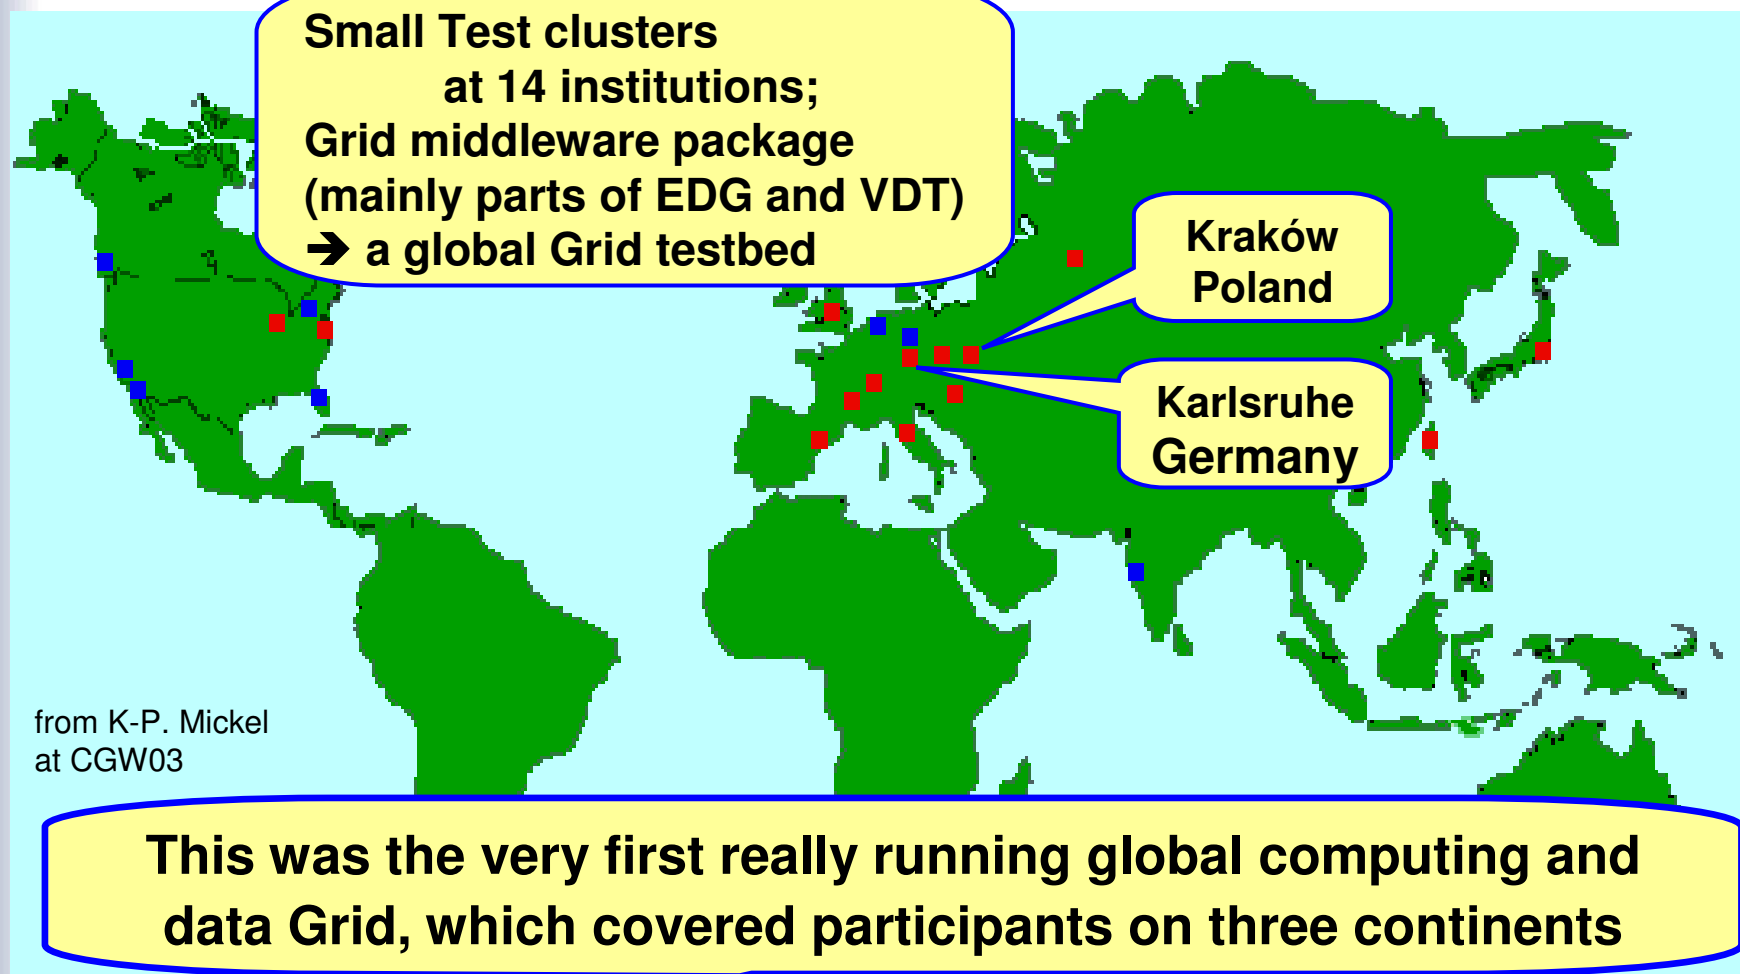 Small Test clusters
at 14 institutions;
Grid middleware package
(mainly parts of EDG and VDT)
➔ a global Grid testbed
Kraków
Poland
Karlsruhe
Germany
from K-P. Mickel
at CGW03
This was the very first really running global computing and
data Grid, which covered participants on three continents